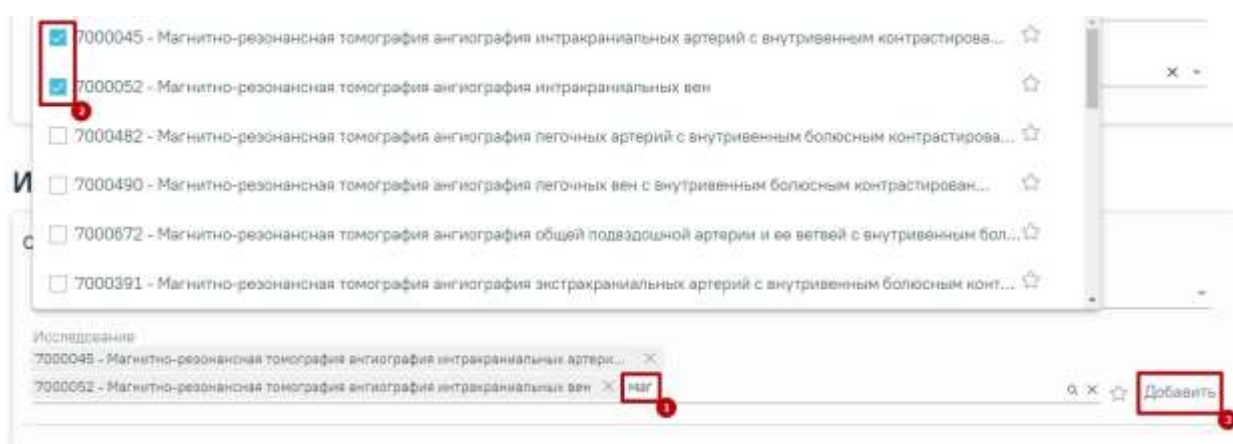 7000045 - Магнитно-резонансная томография ангиография интракраниальных артерий с внутривенным контрастирова...
7000052 - Магнитно-резонансная томография ангиография интракраниальных вен
2
7000482 - Магнитно-резонансная томография ангиография легочных артерий с внутривенным болюсным контрастирова...
И
7000490 - Магнитно-резонансная томография ангиография легочных вен с внутривенным болюсным контрастирован...
С
7000672 - Магнитно-резонансная томография ангиография общей подвздошной артерии и ее ветвей с внутривенным бол...
7000391 - Магнитно-резонансная томография ангиография экстракраниальных артерий с внутривенным болюсным конт...
Исследование
7000045 - Магнитно-резонансная томография ангиография интракраниальных артери...
7000052 - Магнитно-резонансная томография ангиография интракраниальных вен маг Добавить
1 3